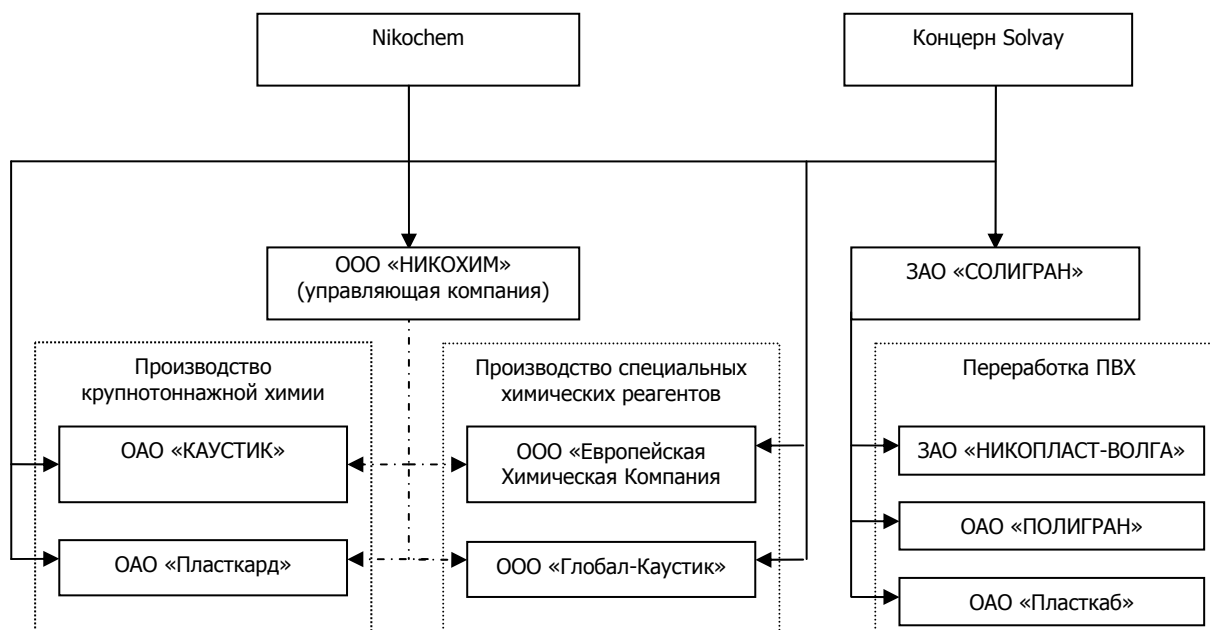 Nikochem
Концерн Solvay
ООО «НИКОХИМ»
(управляющая компания)
ЗАО «СОЛИГРАН»
Производство
крупнотоннажной химии
ОАО «КАУСТИК»
ОАО «Пласткард»
Производство специальных
химических реагентов
ООО «Европейская
Химическая Компания
ООО «Глобал-Каустик»
Переработка ПВХ
ЗАО «НИКОПЛАСТ-ВОЛГА»
ОАО «ПОЛИГРАН»
ОАО «Пласткаб»